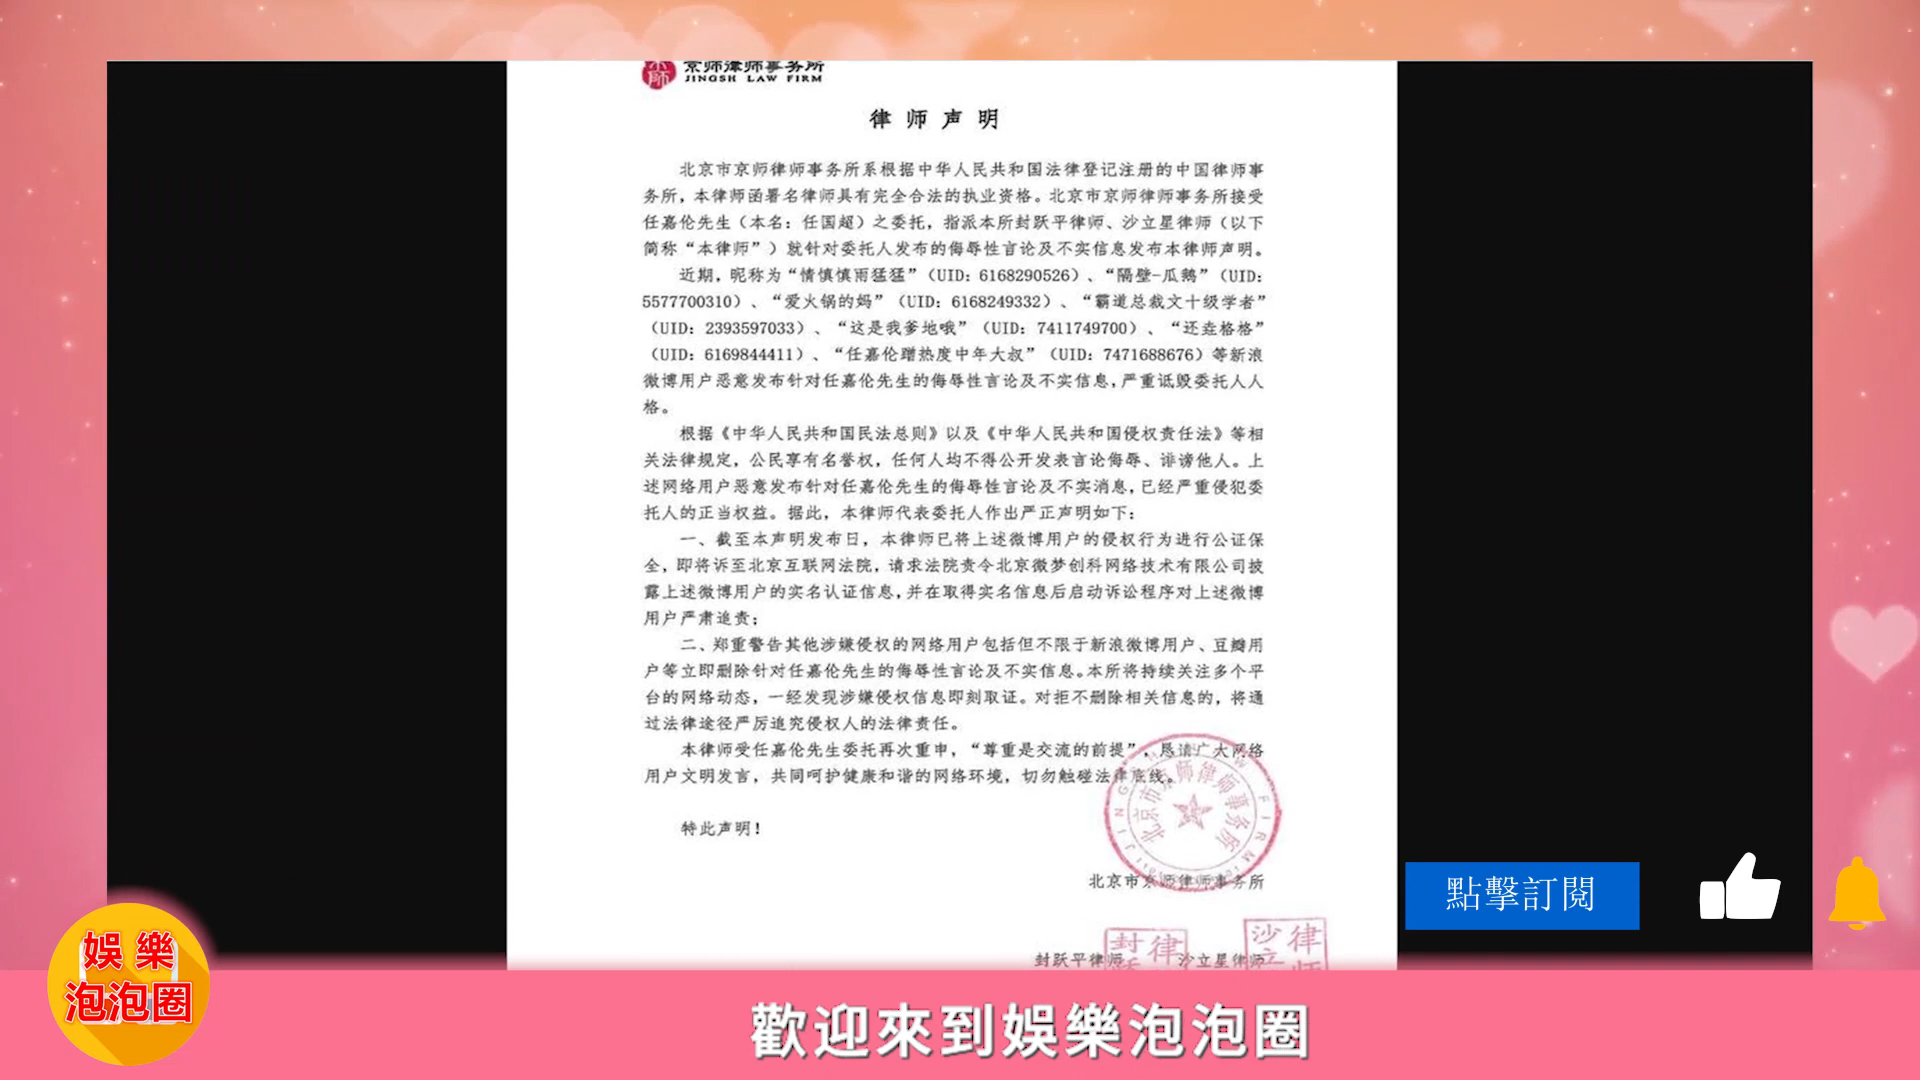 京师律师事务所
JINGSH LAW FIRM
律师声明
北京市京师律师事务所系根据中华人民共和国法律登记注册的中国律师事
务所，本律师函署名律师具有完全合法的执业资格。北京市京师律师事务所接受
任嘉伦先生（本名：任国超）之委托，指派本所封跃平律师、沙立星律师（以下
简称“本律师”）就针对委托人发布的侮辱性言论及不实信息发布本律师声明。
近期，昵称为“情慎慎雨猛猛”（UID：6168290526）、“隔壁-瓜鹅”（UID：
5577700310）、“爱火锅的妈”（UID：6168249332）、“霸道总裁文十级学者”
（UID：2393597033）、“这是我爹地哦”（UID：7411749700）、“还垚格格”
（UID：6169844411）、“任嘉伦蹭热度中年大叔”（UID：7471688676）等新浪
微博用户恶意发布针对任嘉伦先生的侮辱性言论及不实信息，严重诋毁委托人人
格。
根据《中华人民共和国民法总则》以及《中华人民共和国侵权责任法》等相
关法律规定，公民享有名誉权，任何人均不得公开发表言论侮辱、诽谤他人。上
述网络用户恶意发布针对任嘉伦先生的侮辱性言论及不实消息，已经严重侵犯委
托人的正当权益。据此，本律师代表委托人作出严正声明如下：
一、截至本声明发布日，本律师已将上述微博用户的侵权行为进行公证保
全，即将诉至北京互联网法院，请求法院责令北京微梦创科网络技术有限公司披
露上述微博用户的实名认证信息，并在取得实名信息后启动诉讼程序对上述微博
用户严肃追责；
二、郑重警告其他涉嫌侵权的网络用户包括但不限于新浪微博用户、豆瓣用
户等立即删除针对任嘉伦先生的侮辱性言论及不实信息。本所将持续关注多个平
台的网络动态，一经发现涉嫌侵权信息即刻取证。对拒不删除相关信息的，将通
过法律途径严厉追究侵权人的法律责任。
本律师受任嘉伦先生委托再次重申，“尊重是交流的前提”，恳请广大网络
用户文明发言，共同呵护健康和谐的网络环境，切勿触碰法律底线。
特此声明！
北京市京师律师事务所
北京市京师律师事务所
封跃平律师
沙立星律师
點擊訂閱
娛樂
泡泡圈
歡迎來到娛樂泡泡圈